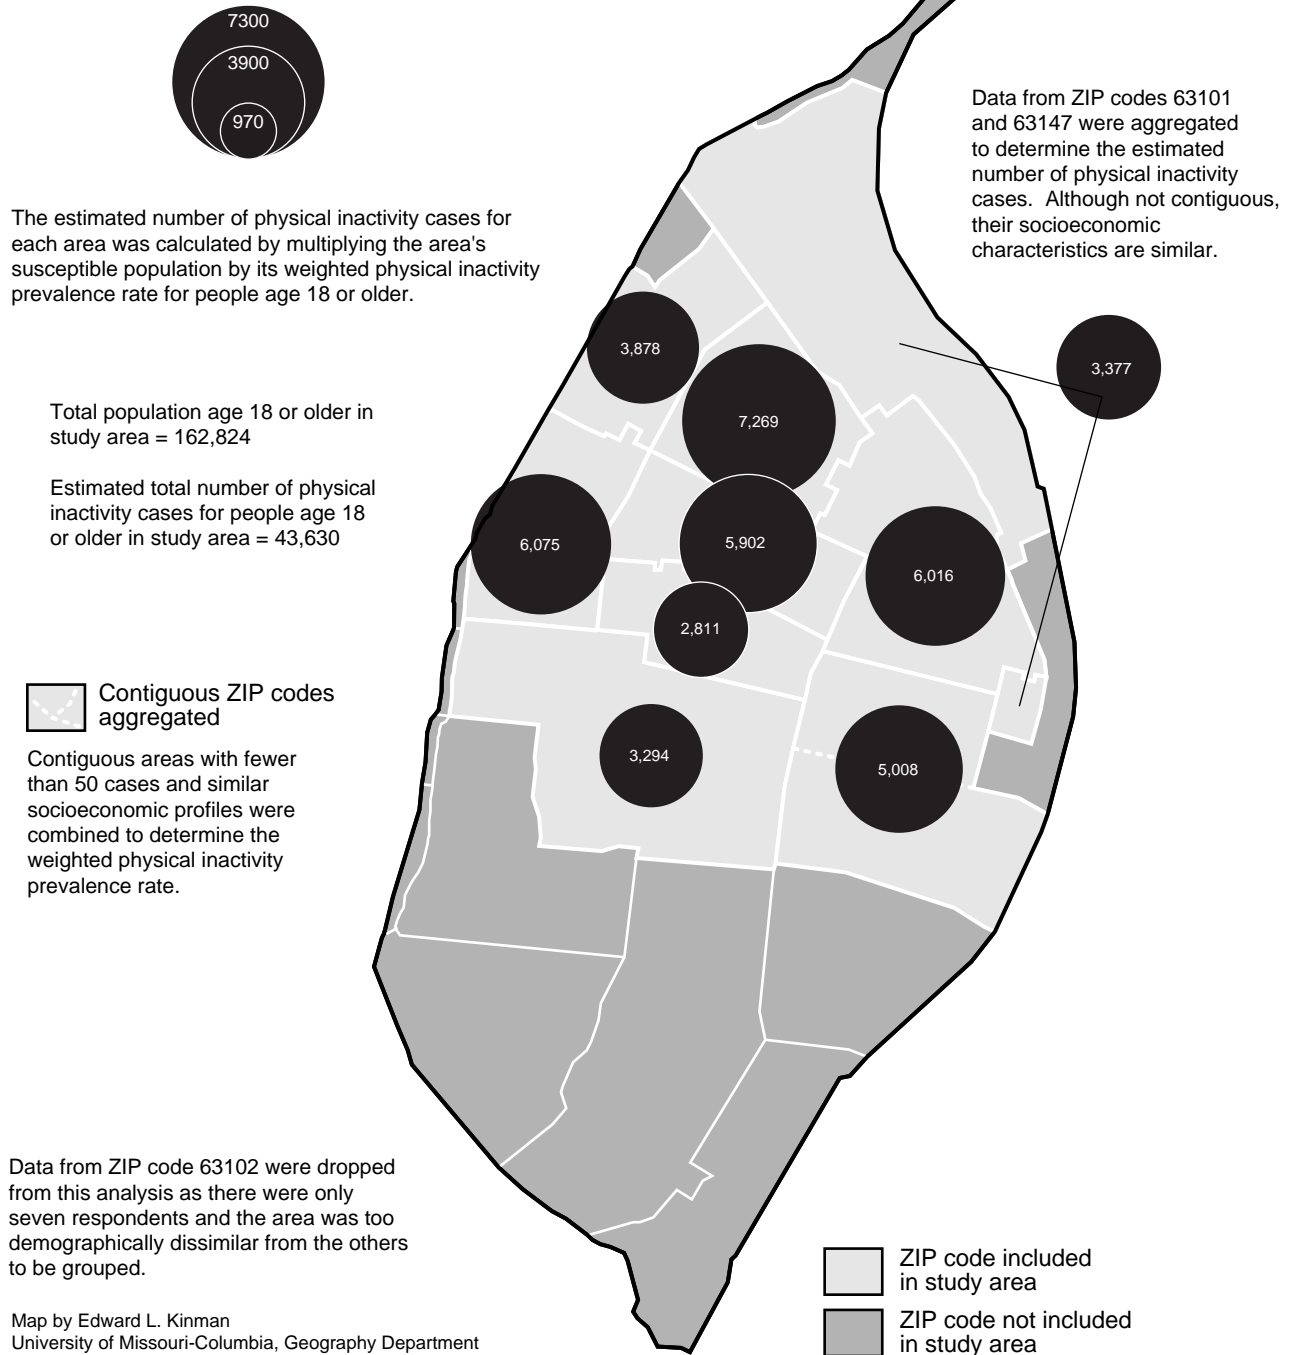 7300
3900
970
Data from ZIP codes 63101
and 63147 were aggregated
to determine the estimated
number of physical inactivity
cases.  Although not contiguous,
their socioeconomic
characteristics are similar.
The estimated number of physical inactivity cases for
each area was calculated by multiplying the area's
susceptible population by its weighted physical inactivity
prevalence rate for people age 18 or older.
3,878
3,377
7,269
Total population age 18 or older in
study area = 162,824
Estimated total number of physical
inactivity cases for people age 18
or older in study area = 43,630
6,075
5,902
6,016
2,811
Contiguous ZIP codes
aggregated
Contiguous areas with fewer
than 50 cases and similar
socioeconomic profiles were
combined to determine the
weighted physical inactivity
prevalence rate.
3,294
5,008
Data from ZIP code 63102 were dropped
from this analysis as there were only
seven respondents and the area was too
demographically dissimilar from the others
to be grouped.
Map by Edward L. Kinman
University of Missouri-Columbia, Geography Department
ZIP code included
in study area
ZIP code not included
in study area